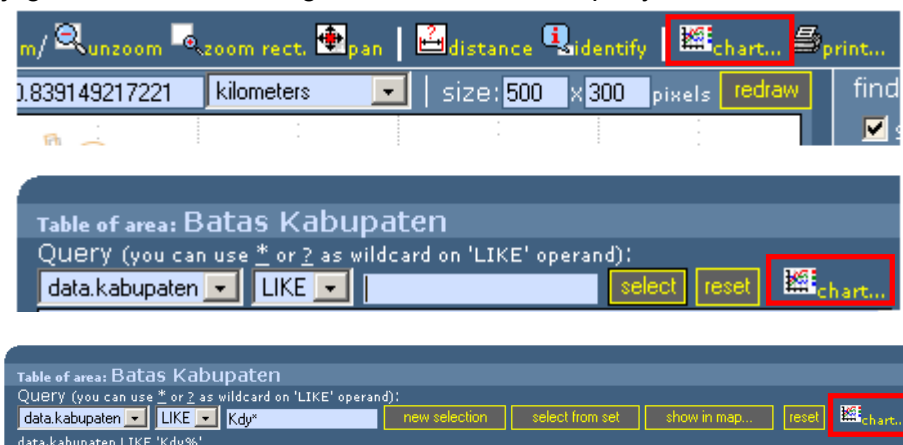 m/ unzoom zoom rect. pan | distance identify | chart... print...
0.839149217221 kilometers | size: 500 x 300 pixels redraw find
Table of area: Batas Kabupaten
Query (you can use * or ? as wildcard on 'LIKE' operand):
data.kabupaten LIKE select reset chart...
Table of area: Batas Kabupaten
Query (you can use * or ? as wildcard on 'LIKE' operand):
data.kabupaten LIKE Kdy* new selection select from set show in map... reset chart...
data.kabupaten LIKE 'Kdy%'